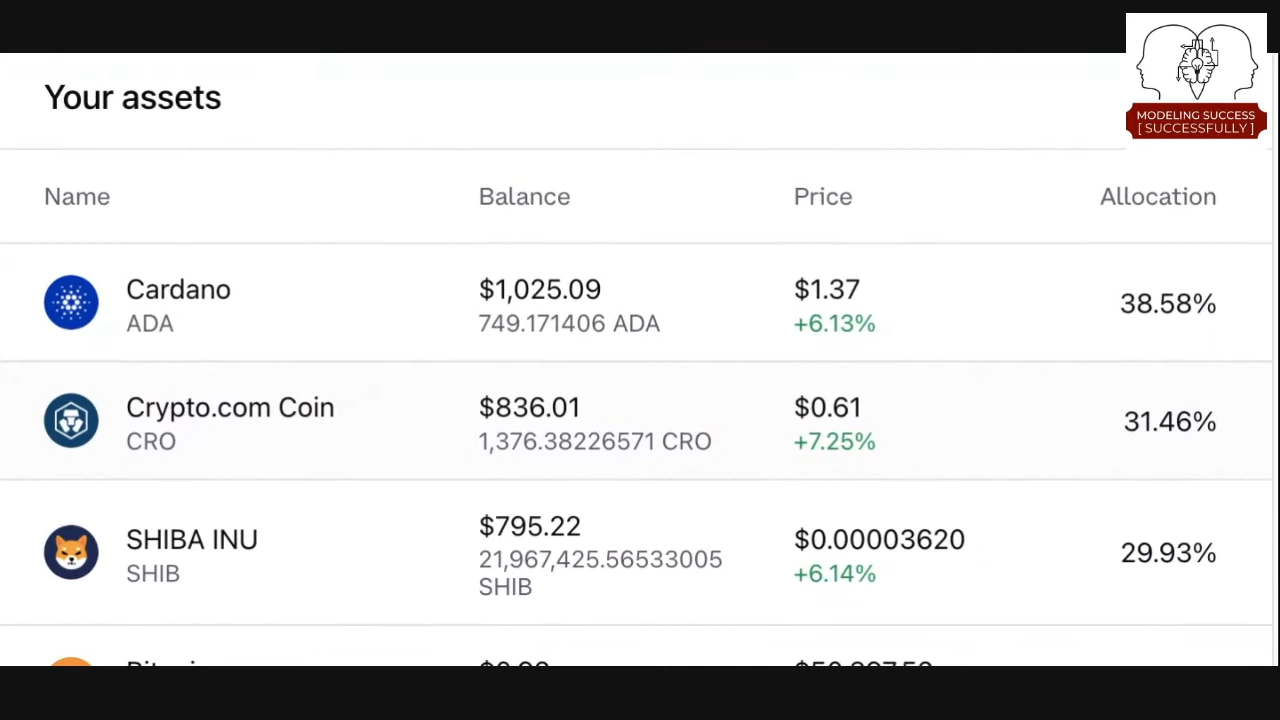 MODELING SUCCESS
[ SUCCESSFULLY ]
Your assets
Name Balance Price Allocation
Cardano $1,025.09 $1.37 38.58%
ADA 749.171406 ADA +6.13%
Crypto.com Coin $836.01 $0.61 31.46%
CRO 1,376.38226571 CRO +7.25%
SHIBA INU $795.22 $0.00003620 29.93%
SHIB 21,967,425.56533005 +6.14%
SHIB